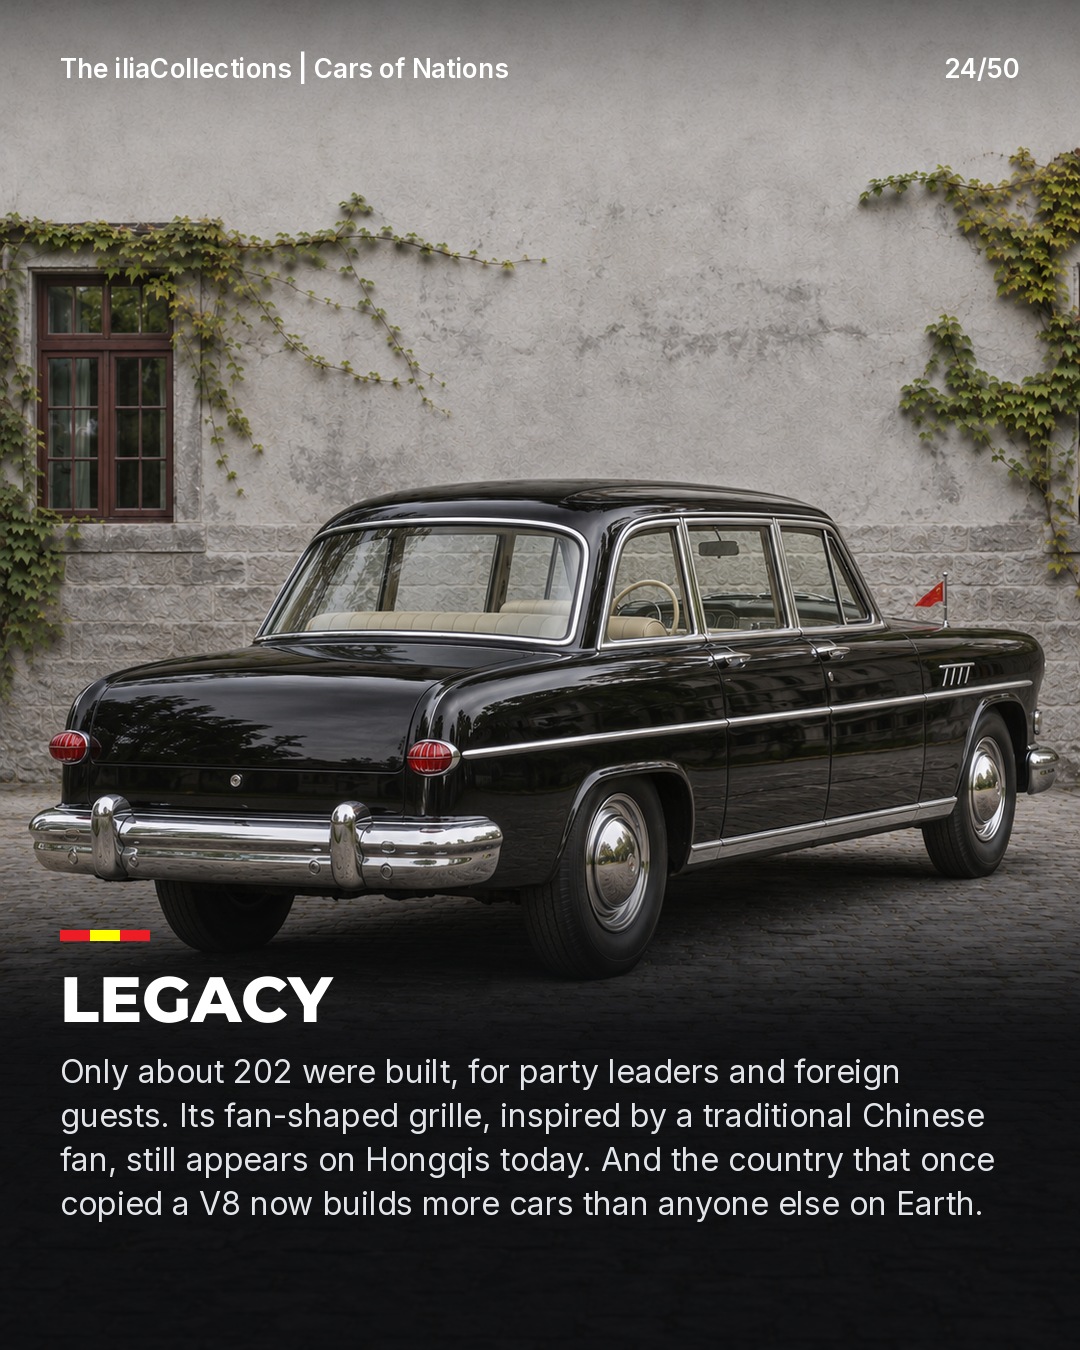 The iliaCollections | Cars of Nations
24/50
LEGACY
Only about 202 were built, for party leaders and foreign
guests. Its fan-shaped grille, inspired by a traditional Chinese
fan, still appears on Hongqis today. And the country that once
copied a V8 now builds more cars than anyone else on Earth.